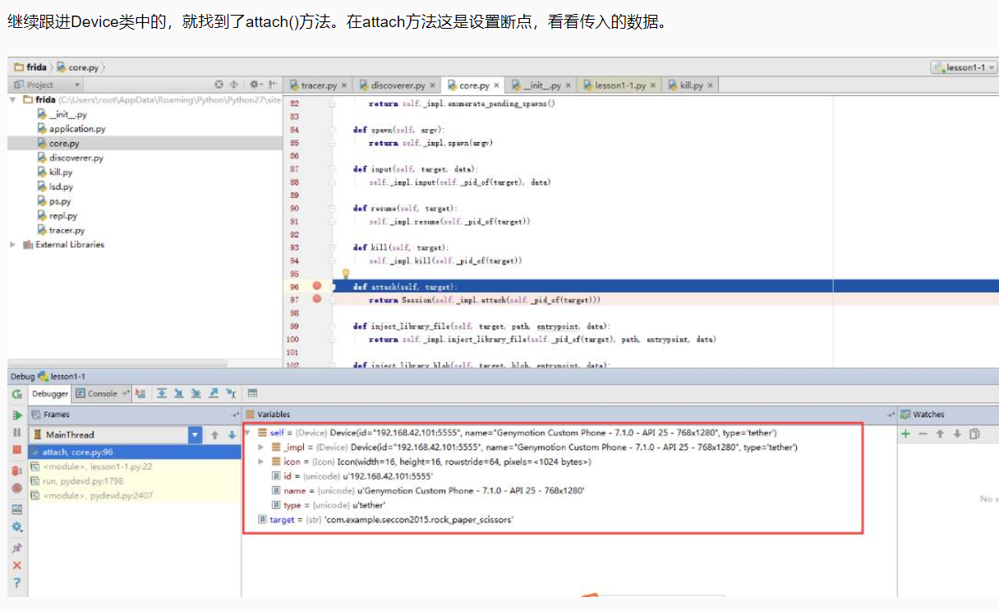 继续跟进Device类中的，就找到了attach()方法。在attach方法这是设置断点，看看传入的数据。
frida core.py lesson1-1
Project tracer.py discoverer.py core.py __init__.py lesson1-1.py kill.py
frida (C:\Users\root\AppData\Roaming\Python\Python27\site
__init__.py
application.py
core.py
discoverer.py
kill.py
lsd.py
ps.py
repl.py
tracer.py
External Libraries
82 return self._impl.enumerate_pending_spawns()
83
84 def spawn(self, argv):
85 return self._impl.spawn(argv)
86
87 def input(self, target, data):
88 self._impl.input(self._pid_of(target), data)
89
90 def resume(self, target):
91 self._impl.resume(self._pid_of(target))
92
93 def kill(self, target):
94 self._impl.kill(self._pid_of(target))
95
96 def attach(self, target):
97 return Session(self._impl.attach(self._pid_of(target)))
98
99 def inject_library_file(self, target, path, entrypoint, data):
100 return self._impl.inject_library_file(self._pid_of(target), path, entrypoint, data)
101
102 def inject_library_blob(self, target, blob, entrypoint, data):
Debug lesson1-1
Debugger Console
Frames Variables Watches
MainThread
attach, core.py:96
<module>, lesson1-1.py:22
run, pydevd.py:1798
<module>, pydevd.py:2407
self = {Device} Device(id="192.168.42.101:5555", name="Genymotion Custom Phone - 7.1.0 - API 25 - 768x1280", type='tether')
_impl = {Device} Device(id="192.168.42.101:5555", name="Genymotion Custom Phone - 7.1.0 - API 25 - 768x1280", type='tether')
icon = {Icon} Icon(width=16, height=16, rowstride=64, pixels=<1024 bytes>)
id = {unicode} u'192.168.42.101:5555'
name = {unicode} u'Genymotion Custom Phone - 7.1.0 - API 25 - 768x1280'
type = {unicode} u'tether'
target = {str} 'com.example.seccon2015.rock_paper_scissors'
No